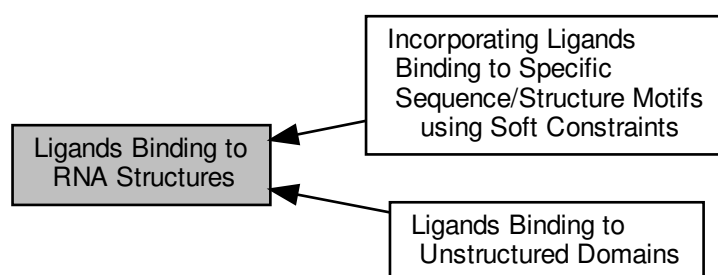 Ligands Binding to
RNA Structures
Incorporating Ligands
Binding to Specific
Sequence/Structure Motifs
using Soft Constraints
Ligands Binding to
Unstructured Domains